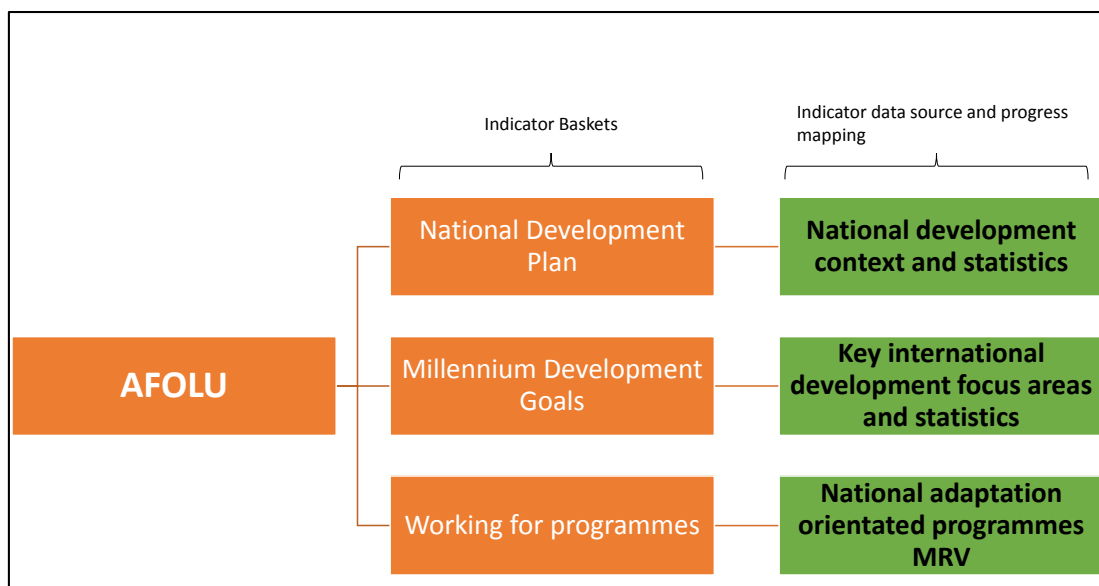 Indicator Baskets
Indicator data source and progress
mapping
National Development
Plan
National development
context and statistics
AFOLU
Millennium Development
Goals
Key international
development focus areas
and statistics
Working for programmes
National adaptation
orientated programmes
MRV